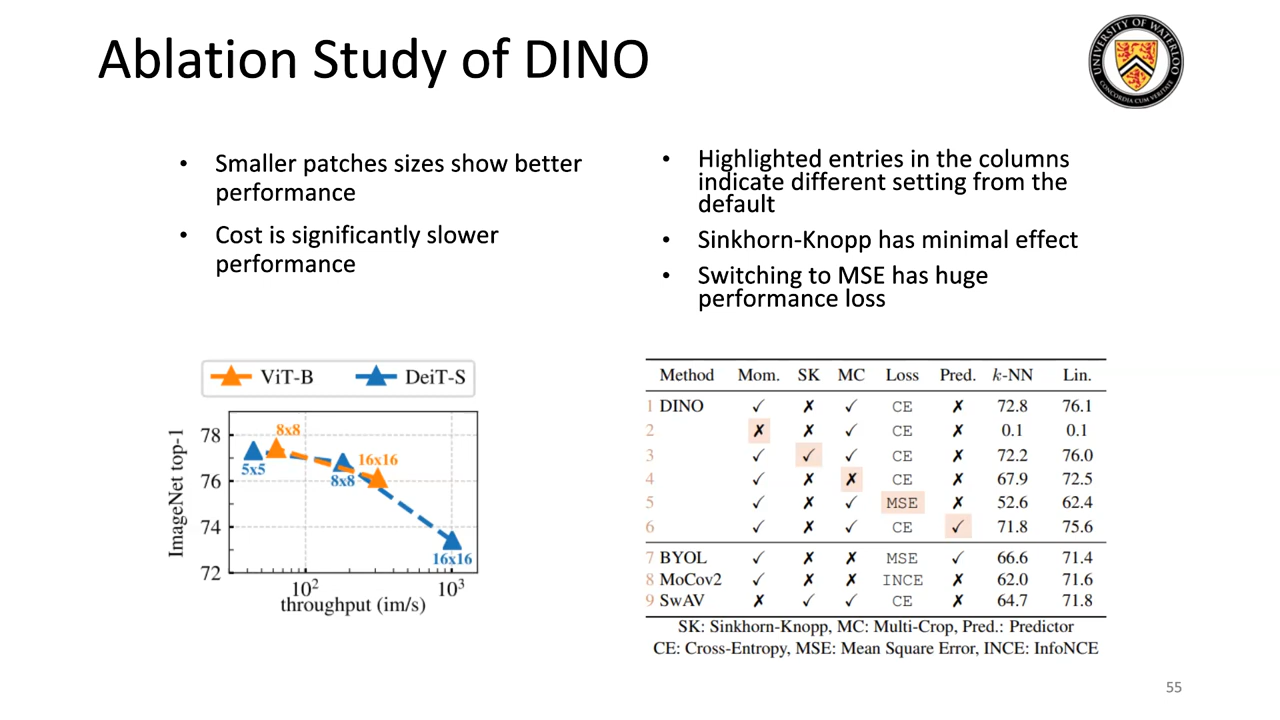 Ablation Study of DINO
UNIVERSITY OF WATERLOO
CONCORDIA CUM VERITATE
• Smaller patches sizes show better
performance
• Cost is significantly slower
performance
• Highlighted entries in the columns
indicate different setting from the
default
• Sinkhorn-Knopp has minimal effect
• Switching to MSE has huge
performance loss
ViT-B DeiT-S
ImageNet top-1
78
76
74
72
8x8
5x5
16x16
8x8
16x16
10² 10³
throughput (im/s)
Method Mom. SK MC Loss Pred. k-NN Lin.
1 DINO ✓ ✗ ✓ CE ✗ 72.8 76.1
2 ✗ ✗ ✓ CE ✗ 0.1 0.1
3 ✓ ✓ ✓ CE ✗ 72.2 76.0
4 ✓ ✗ ✗ CE ✗ 67.9 72.5
5 ✓ ✗ ✓ MSE ✗ 52.6 62.4
6 ✓ ✗ ✓ CE ✓ 71.8 75.6
7 BYOL ✓ ✗ ✗ MSE ✓ 66.6 71.4
8 MoCov2 ✓ ✗ ✗ INCE ✗ 62.0 71.6
9 SwAV ✗ ✓ ✓ CE ✗ 64.7 71.8
SK: Sinkhorn-Knopp, MC: Multi-Crop, Pred.: Predictor
CE: Cross-Entropy, MSE: Mean Square Error, INCE: InfoNCE
55